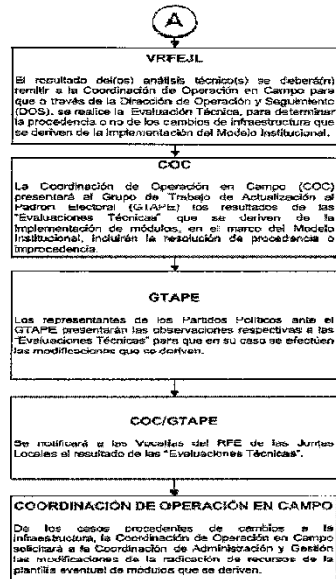 A
VRFEJL
El resultado del(os) análisis técnico(s) se deberá(n)
remitir a la Coordinación de Operación en Campo para
que a través de la Dirección de Operación y Seguimiento
(DOS), se realice la Evaluación Técnica, para determinar
la procedencia o no de los cambios de infraestructura que
se deriven de la implementación del Modelo Institucional.
COC
La Coordinación de Operación en Campo (COC)
presentará al Grupo de Trabajo de Actualización al
Padrón Electoral (GTAPE) los resultados de las
"Evaluaciones Técnicas" que se deriven de la
Implementación de módulos, en el marco del Modelo
Institucional, incluirán la resolución de procedencia o
improcedencia.
GTAPE
Los representantes de los Partidos Políticos ante el
GTAPE presentarán las observaciones respectivas a las
"Evaluaciones Técnicas" para que en su caso se efectúen
las modificaciones que se deriven.
COC/GTAPE
Se notificará a las Vocalías del RFE de las Juntas
Locales el resultado de las "Evaluaciones Técnicas".
COORDINACIÓN DE OPERACIÓN EN CAMPO
De los casos procedentes de cambios a la
infraestructura, la Coordinación de Operación en Campo
solicitará a la Coordinación de Administración y Gestión
las modificaciones de la radicación de recursos de la
plantilla eventual de módulos que se deriven.